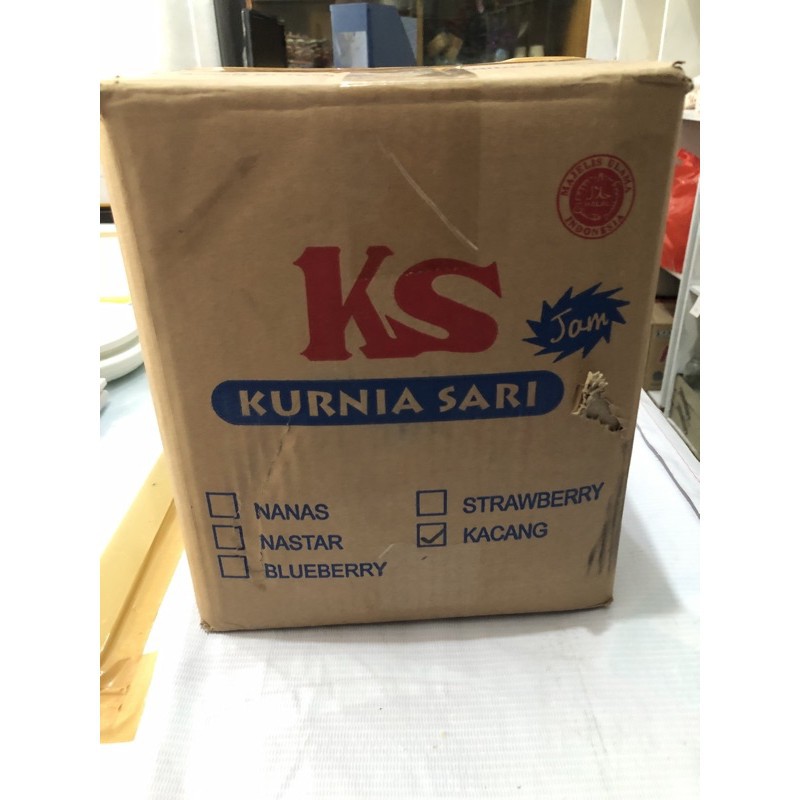 MAJELIS ULAMA
INDONESIA
KS
Jam
KURNIA SARI
NANAS
NASTAR
BLUEBERRY
STRAWBERRY
KACANG